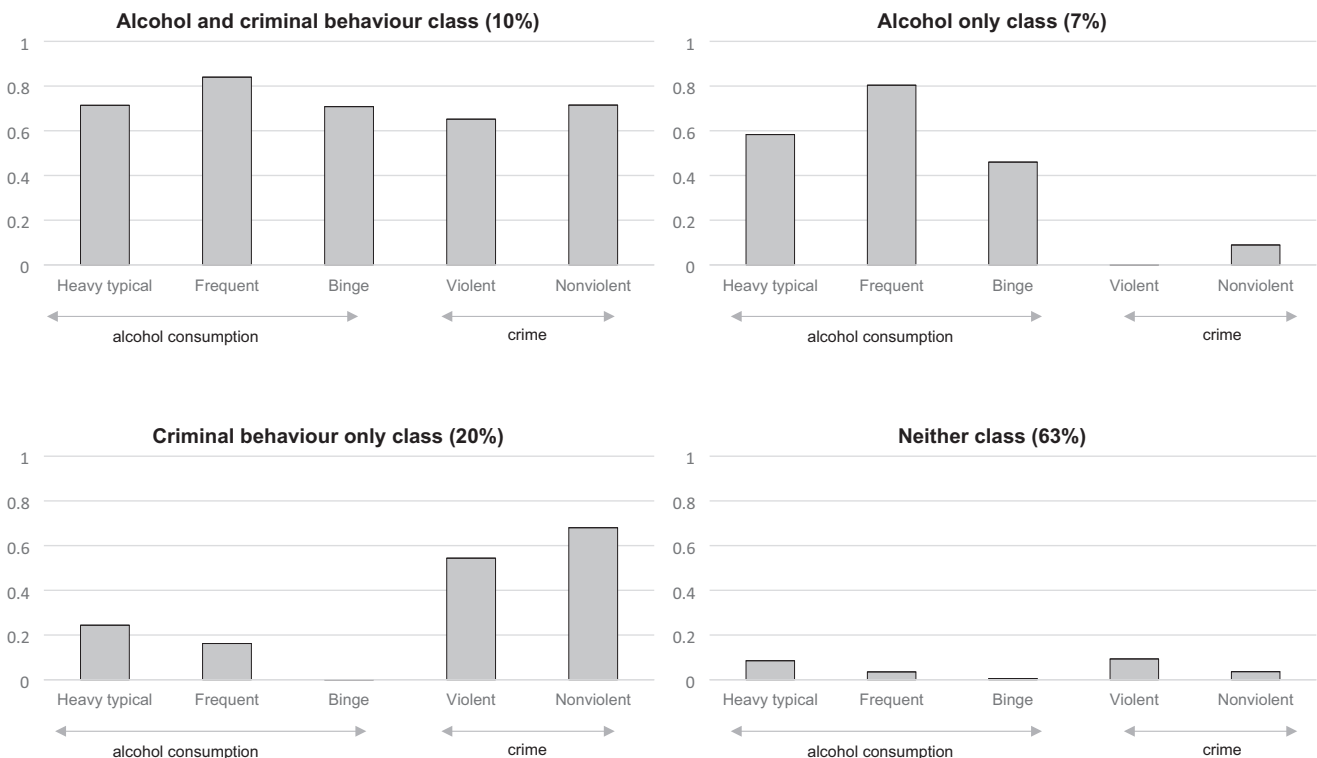 Alcohol and criminal behaviour class (10%)
1
0.8
0.6
0.4
0.2
0
Heavy typical Frequent Binge Violent Nonviolent
alcohol consumption crime
Alcohol only class (7%)
1
0.8
0.6
0.4
0.2
0
Heavy typical Frequent Binge Violent Nonviolent
alcohol consumption crime
Criminal behaviour only class (20%)
1
0.8
0.6
0.4
0.2
0
Heavy typical Frequent Binge Violent Nonviolent
alcohol consumption crime
Neither class (63%)
1
0.8
0.6
0.4
0.2
0
Heavy typical Frequent Binge Violent Nonviolent
alcohol consumption crime